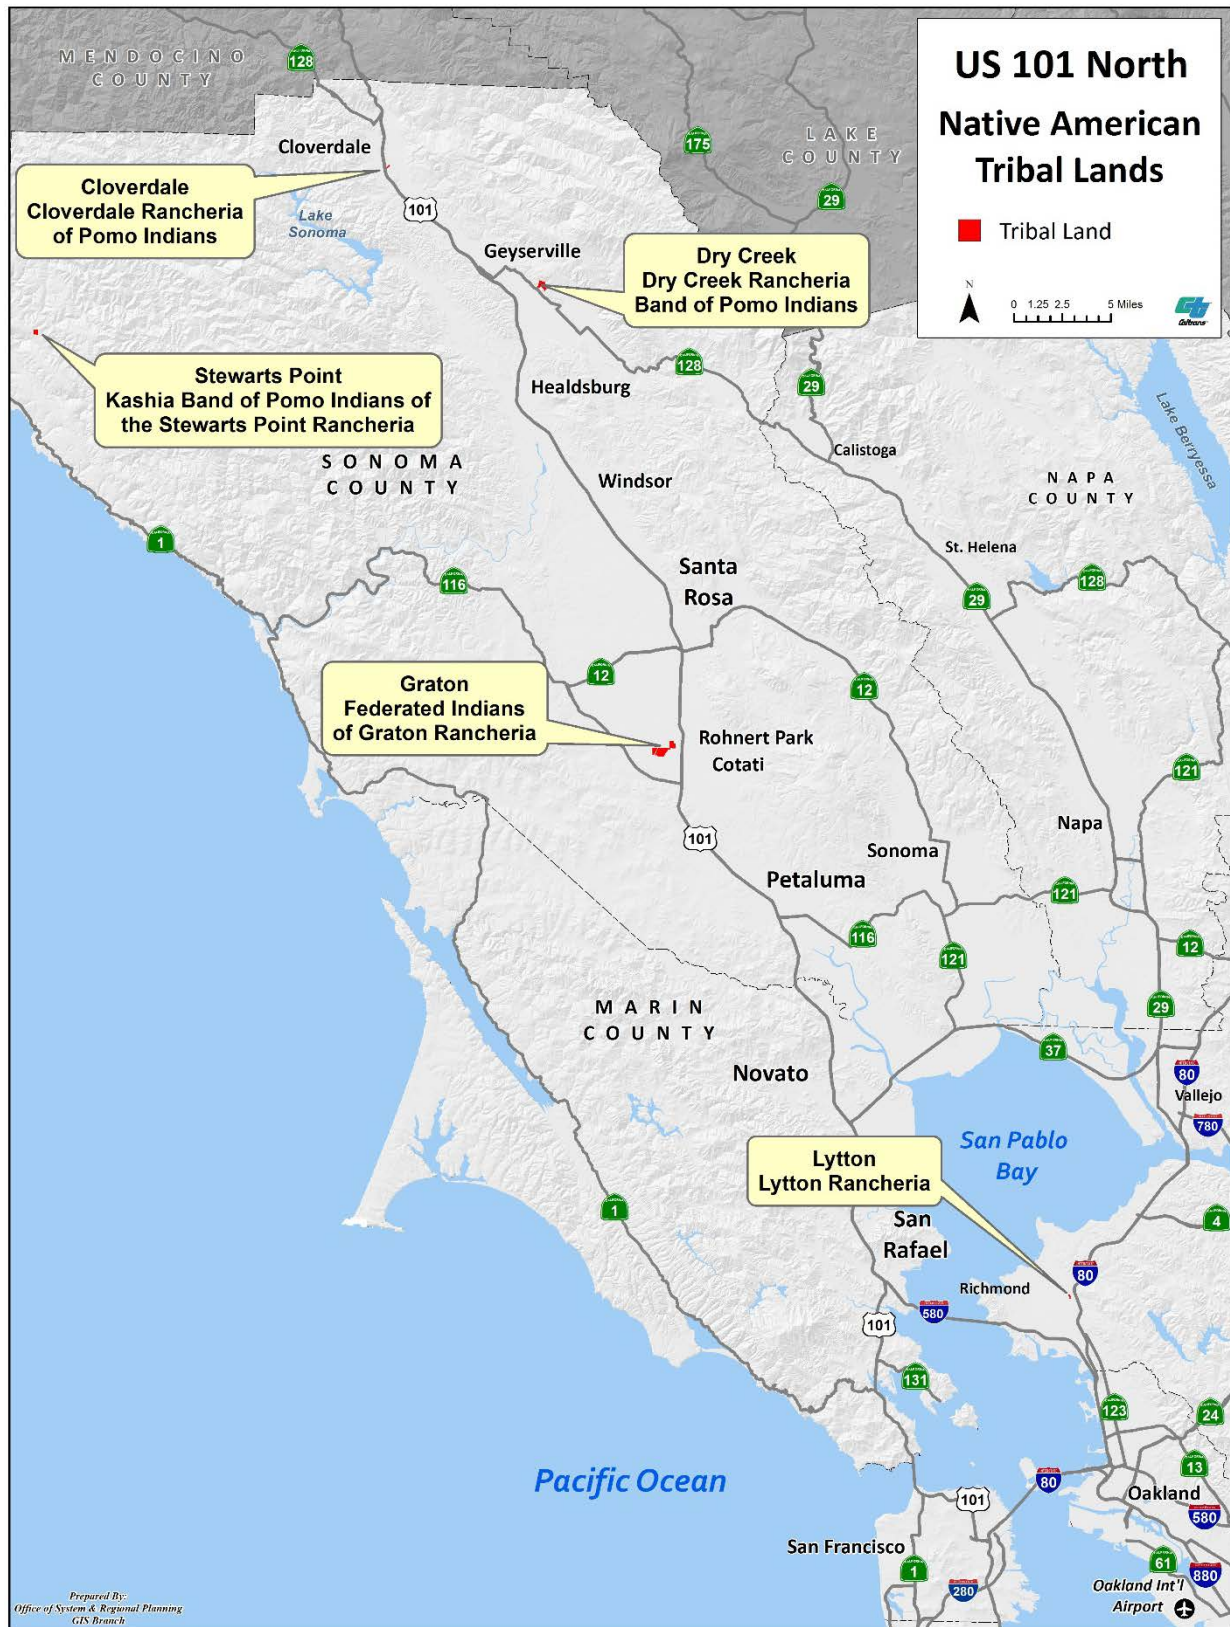 US 101 North
Native American
Tribal Lands
Tribal Land
N
0 1.25 2.5 5 Miles
Caltrans
MENDOCINO
COUNTY
128
LAKE
COUNTY
175
29
Cloverdale
Cloverdale
Cloverdale Rancheria
of Pomo Indians
101
Lake
Sonoma
Geyserville
Dry Creek
Dry Creek Rancheria
Band of Pomo Indians
Stewarts Point
Kashia Band of Pomo Indians of
the Stewarts Point Rancheria
Healdsburg
128
29
Lake Berryessa
Calistoga
SONOMA
COUNTY
Windsor
NAPA
COUNTY
1
St. Helena
116
Santa
Rosa
29
128
Graton
Federated Indians
of Graton Rancheria
12
12
Rohnert Park
Cotati
121
101
Napa
Sonoma
Petaluma
121
116
121
12
MARIN
COUNTY
29
37
Novato
80
Vallejo
780
San Pablo
Bay
Lytton
Lytton Rancheria
1
San
Rafael
4
80
Richmond
580
101
131
123
24
13
Pacific Ocean
80
Oakland
101
580
San Francisco
1
280
61
880
Oakland Int'l
Airport
Prepared By:
Office of System & Regional Planning
GIS Branch